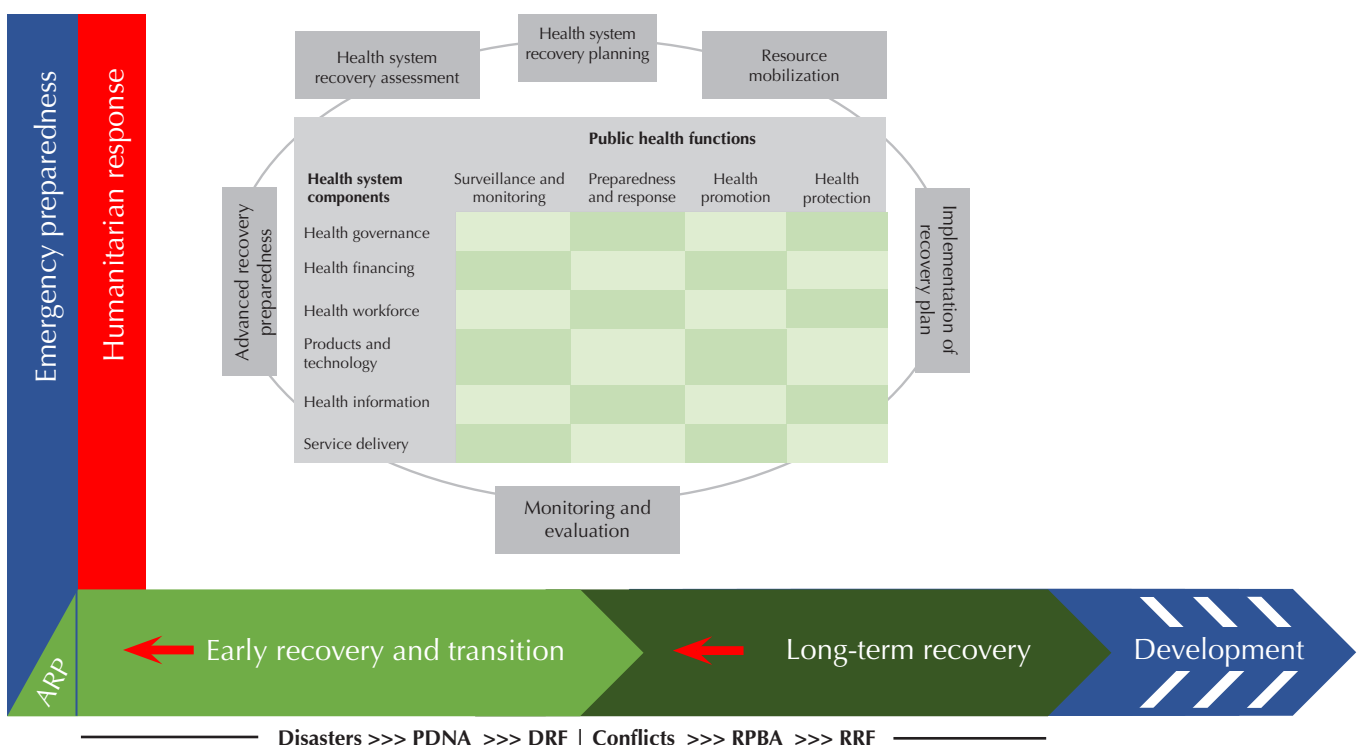 Emergency preparedness
Humanitarian response
Health system
recovery assessment
Health system
recovery planning
Resource
mobilization
Advanced recovery
preparedness
Implementation of
recovery plan
Monitoring and
evaluation
Public health functions
Health system
components
Surveillance and
monitoring
Preparedness
and response
Health
promotion
Health
protection
Health governance
Health financing
Health workforce
Products and
technology
Health information
Service delivery
ARP
Early recovery and transition
Long-term recovery
Development
Disasters >>> PDNA >>> DRF | Conflicts >>> RPBA >>> RRF